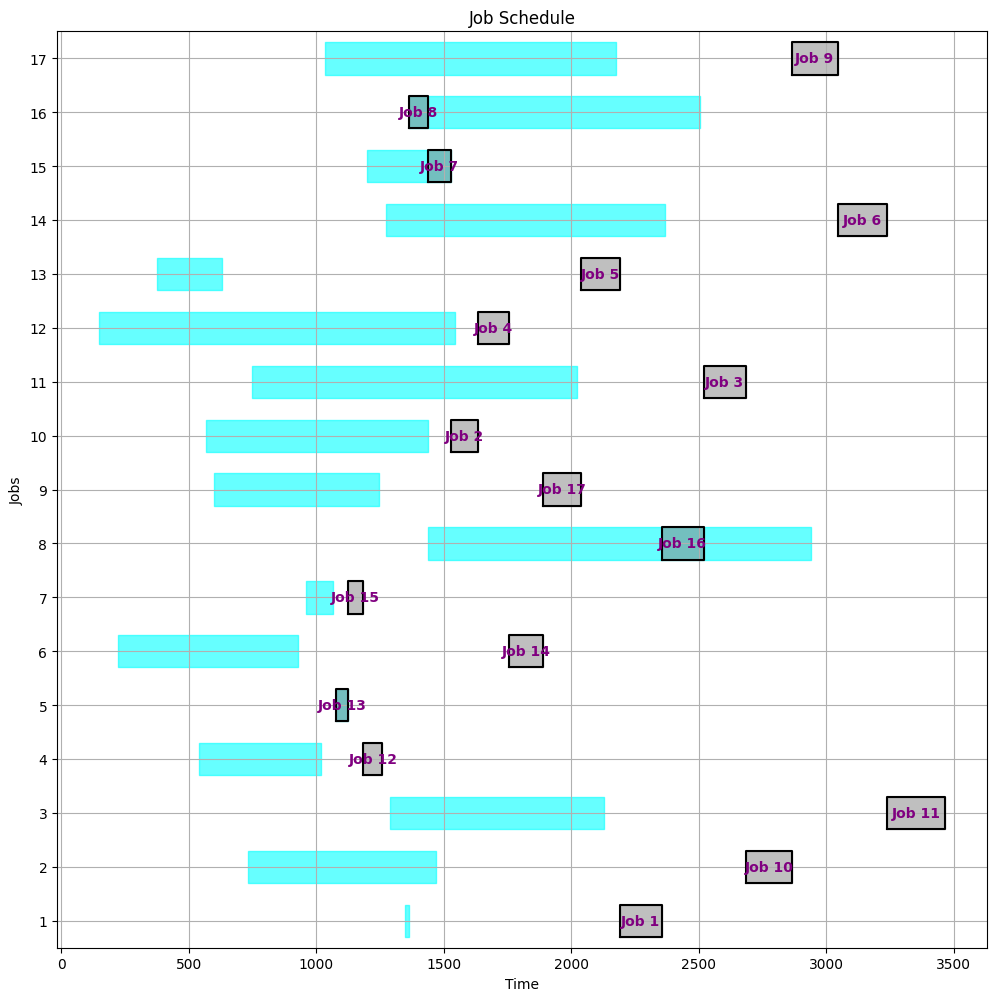 Job Schedule
17
Job 9
16
Job 8
15
Job 7
14
Job 6
13
Job 5
12
Job 4
11
Job 3
10
Job 2
9
Job 17
8
Job 16
7
Job 15
6
Job 14
5
Job 13
4
Job 12
3
Job 11
2
Job 10
1
Job 1
Jobs
0 500 1000 1500 2000 2500 3000 3500
Time